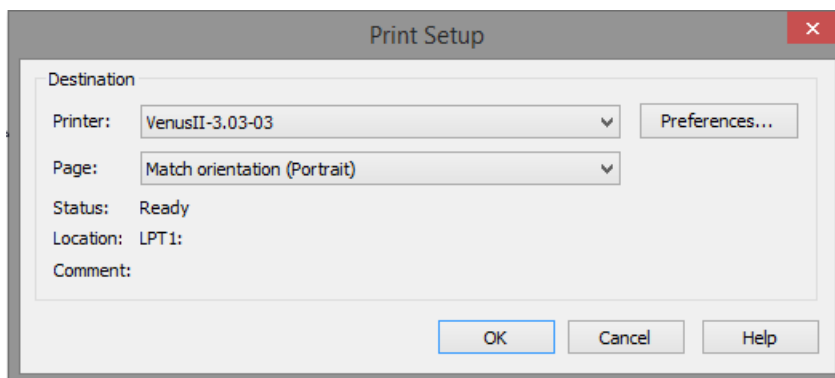 Print Setup
Destination
Printer: VenusII-3.03-03 Preferences...
Page: Match orientation (Portrait)
Status: Ready
Location: LPT1:
Comment:
OK Cancel Help